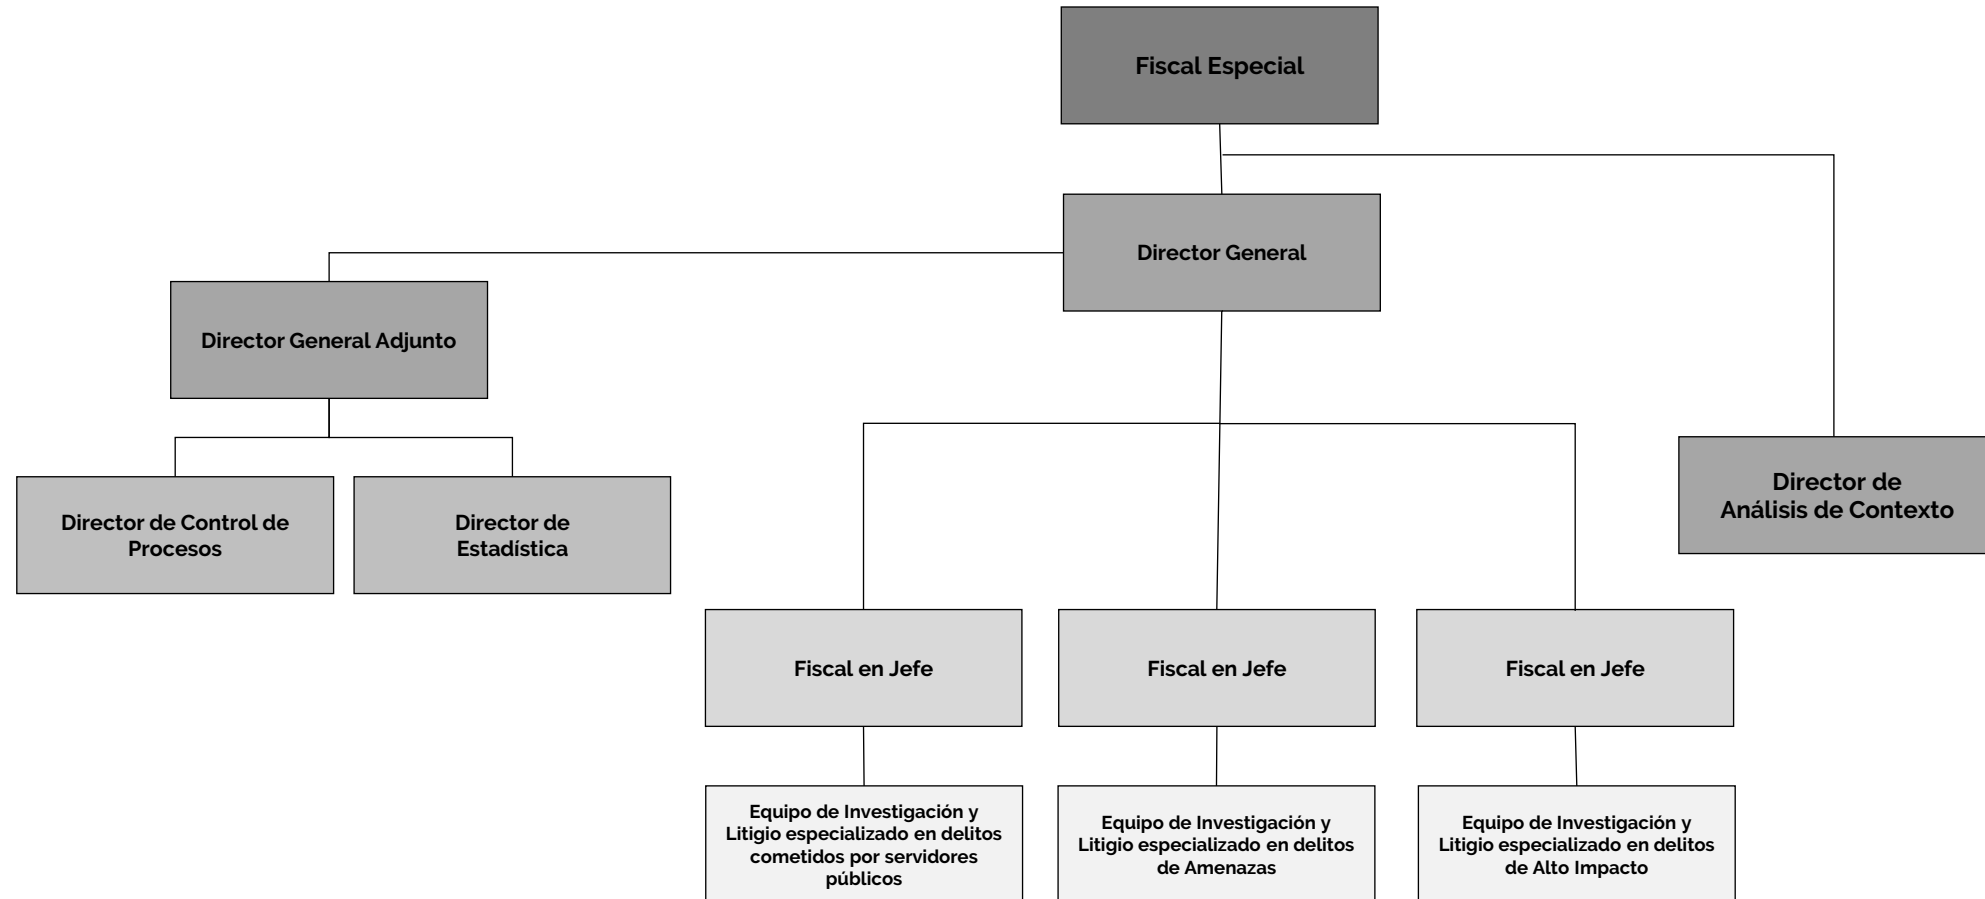 Fiscal Especial
Director General
Director General Adjunto
Director de Control de
Procesos
Director de
Estadística
Director de
Análisis de Contexto
Fiscal en Jefe
Fiscal en Jefe
Fiscal en Jefe
Equipo de Investigación y
Litigio especializado en delitos
cometidos por servidores
públicos
Equipo de Investigación y
Litigio especializado en delitos
de Amenazas
Equipo de Investigación y
Litigio especializado en delitos
de Alto Impacto